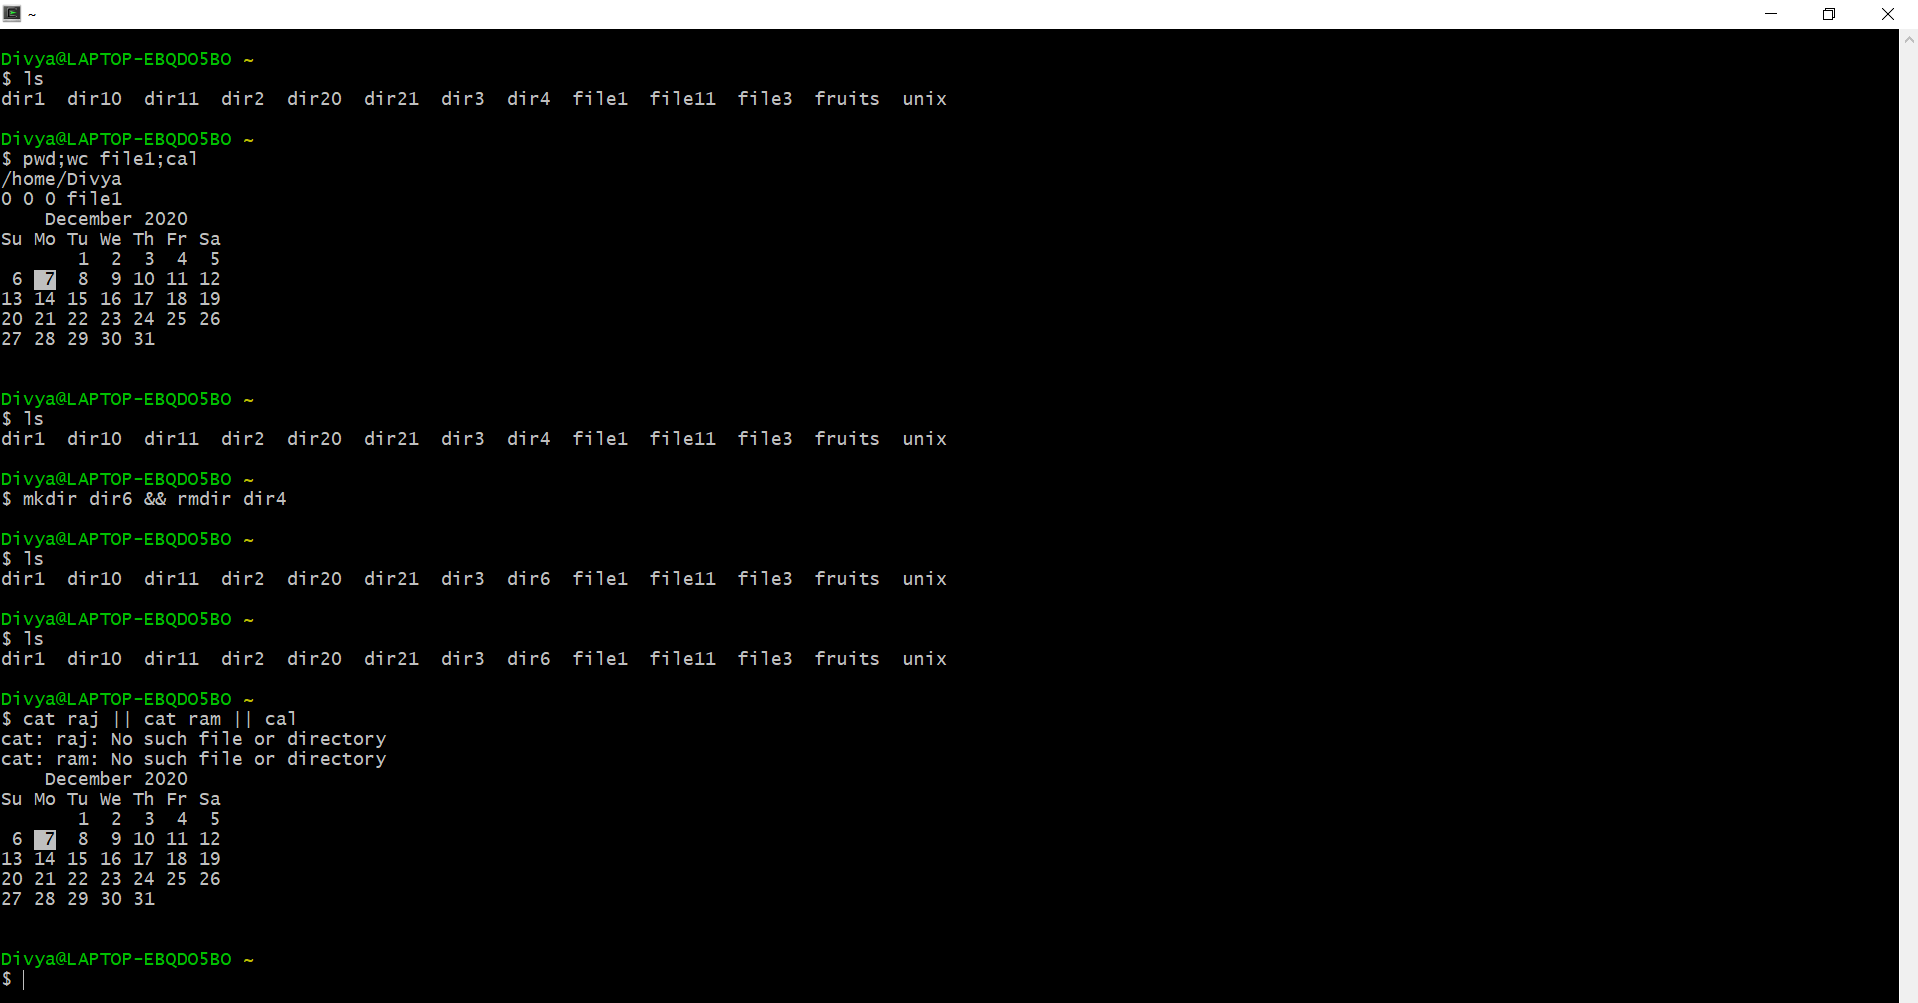 ~
Divya@LAPTOP-EBQDO5BO ~
$ ls
dir1  dir10  dir11  dir2  dir20  dir21  dir3  dir4  file1  file11  file3  fruits  unix
Divya@LAPTOP-EBQDO5BO ~
$ pwd;wc file1;cal
/home/Divya
0 0 0 file1
    December 2020
Su Mo Tu We Th Fr Sa
       1  2  3  4  5
 6  7  8  9 10 11 12
13 14 15 16 17 18 19
20 21 22 23 24 25 26
27 28 29 30 31
Divya@LAPTOP-EBQDO5BO ~
$ ls
dir1  dir10  dir11  dir2  dir20  dir21  dir3  dir4  file1  file11  file3  fruits  unix
Divya@LAPTOP-EBQDO5BO ~
$ mkdir dir6 && rmdir dir4
Divya@LAPTOP-EBQDO5BO ~
$ ls
dir1  dir10  dir11  dir2  dir20  dir21  dir3  dir6  file1  file11  file3  fruits  unix
Divya@LAPTOP-EBQDO5BO ~
$ ls
dir1  dir10  dir11  dir2  dir20  dir21  dir3  dir6  file1  file11  file3  fruits  unix
Divya@LAPTOP-EBQDO5BO ~
$ cat raj || cat ram || cal
cat: raj: No such file or directory
cat: ram: No such file or directory
    December 2020
Su Mo Tu We Th Fr Sa
       1  2  3  4  5
 6  7  8  9 10 11 12
13 14 15 16 17 18 19
20 21 22 23 24 25 26
27 28 29 30 31
Divya@LAPTOP-EBQDO5BO ~
$